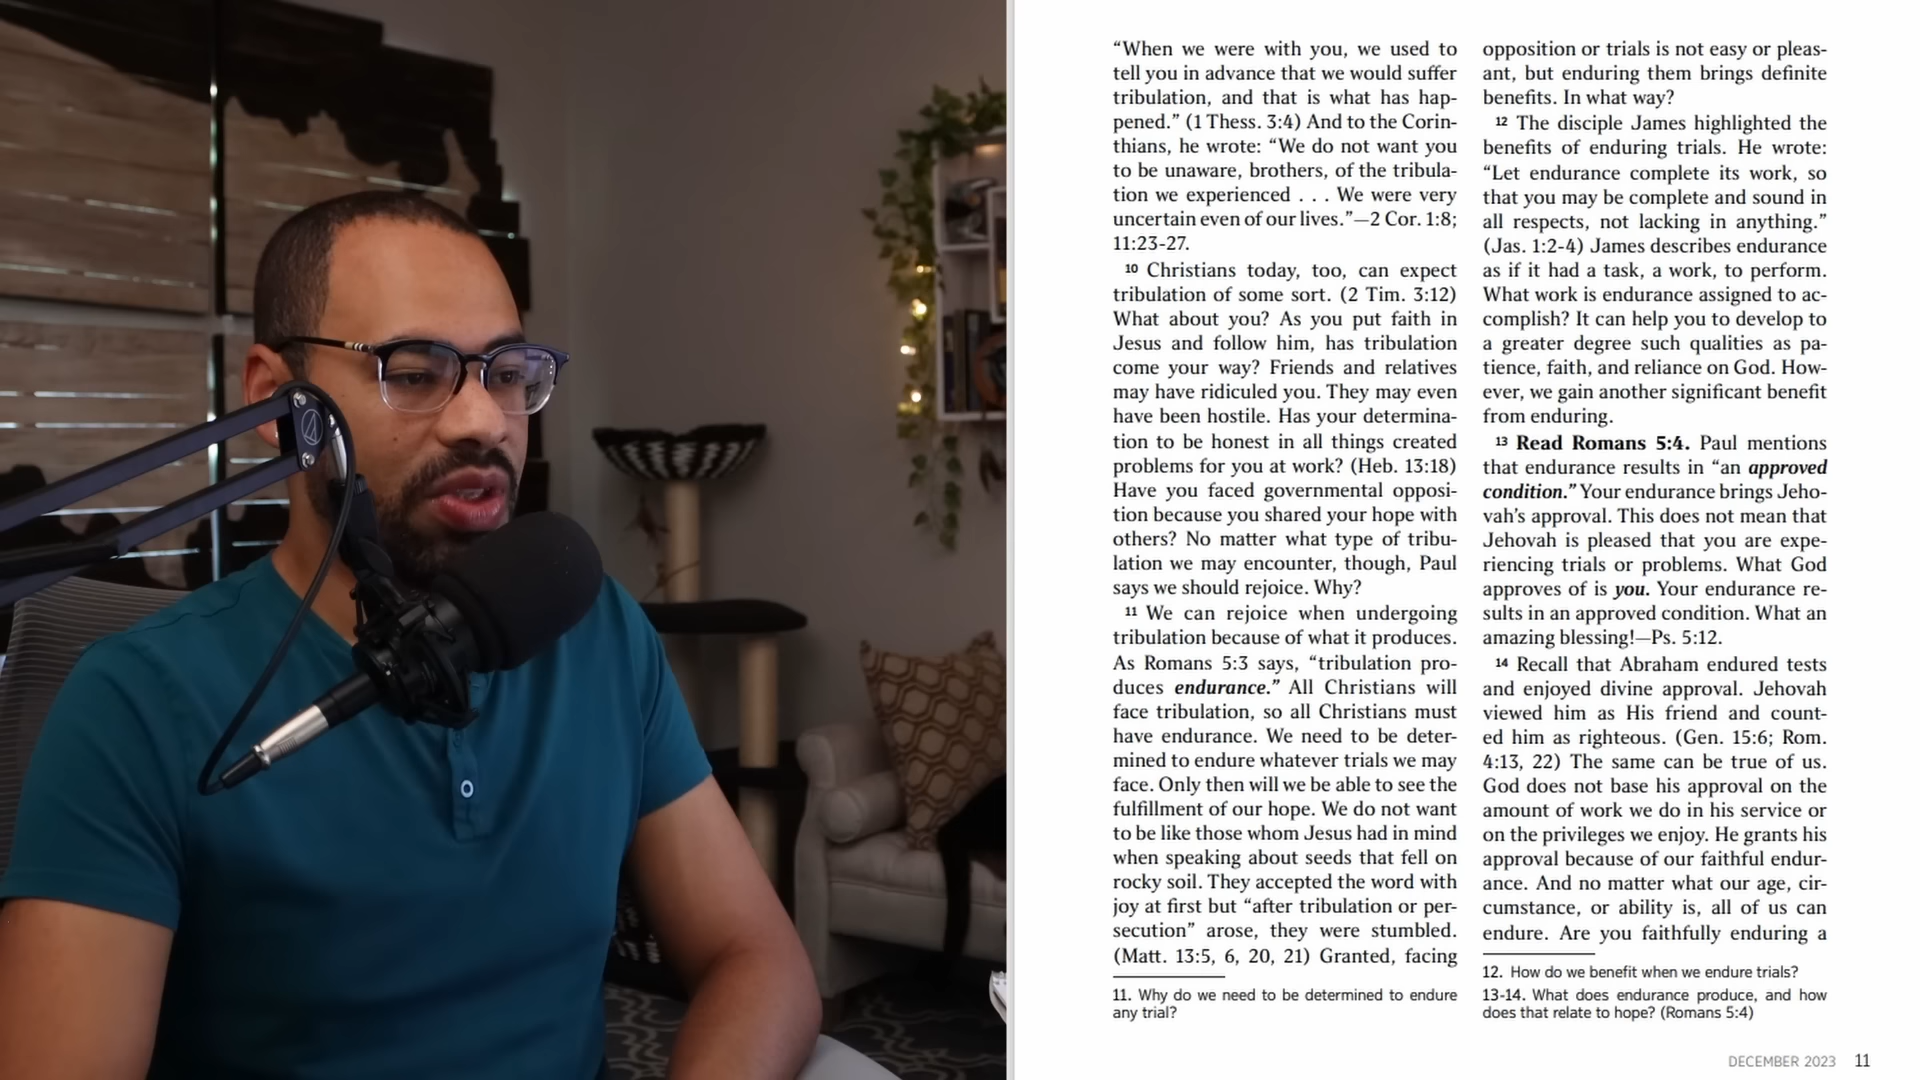 “When we were with you, we used to
tell you in advance that we would suffer
tribulation, and that is what has hap-
pened.” (1 Thess. 3:4) And to the Corin-
thians, he wrote: “We do not want you
to be unaware, brothers, of the tribula-
tion we experienced . . . We were very
uncertain even of our lives.”—2 Cor. 1:8;
11:23-27.
10 Christians today, too, can expect
tribulation of some sort. (2 Tim. 3:12)
What about you? As you put faith in
Jesus and follow him, has tribulation
come your way? Friends and relatives
may have ridiculed you. They may even
have been hostile. Has your determina-
tion to be honest in all things created
problems for you at work? (Heb. 13:18)
Have you faced governmental opposi-
tion because you shared your hope with
others? No matter what type of tribu-
lation we may encounter, though, Paul
says we should rejoice. Why?
11 We can rejoice when undergoing
tribulation because of what it produces.
As Romans 5:3 says, “tribulation pro-
duces endurance.” All Christians will
face tribulation, so all Christians must
have endurance. We need to be deter-
mined to endure whatever trials we may
face. Only then will we be able to see the
fulfillment of our hope. We do not want
to be like those whom Jesus had in mind
when speaking about seeds that fell on
rocky soil. They accepted the word with
joy at first but “after tribulation or per-
secution” arose, they were stumbled.
(Matt. 13:5, 6, 20, 21) Granted, facing
11. Why do we need to be determined to endure
any trial?
opposition or trials is not easy or pleas-
ant, but enduring them brings definite
benefits. In what way?
12 The disciple James highlighted the
benefits of enduring trials. He wrote:
“Let endurance complete its work, so
that you may be complete and sound in
all respects, not lacking in anything.”
(Jas. 1:2-4) James describes endurance
as if it had a task, a work, to perform.
What work is endurance assigned to ac-
complish? It can help you to develop to
a greater degree such qualities as pa-
tience, faith, and reliance on God. How-
ever, we gain another significant benefit
from enduring.
13 Read Romans 5:4. Paul mentions
that endurance results in “an approved
condition.” Your endurance brings Jeho-
vah’s approval. This does not mean that
Jehovah is pleased that you are expe-
riencing trials or problems. What God
approves of is you. Your endurance re-
sults in an approved condition. What an
amazing blessing!—Ps. 5:12.
14 Recall that Abraham endured tests
and enjoyed divine approval. Jehovah
viewed him as His friend and count-
ed him as righteous. (Gen. 15:6; Rom.
4:13, 22) The same can be true of us.
God does not base his approval on the
amount of work we do in his service or
on the privileges we enjoy. He grants his
approval because of our faithful endur-
ance. And no matter what our age, cir-
cumstance, or ability is, all of us can
endure. Are you faithfully enduring a
12. How do we benefit when we endure trials?
13-14. What does endurance produce, and how
does that relate to hope? (Romans 5:4)
DECEMBER 2023 11